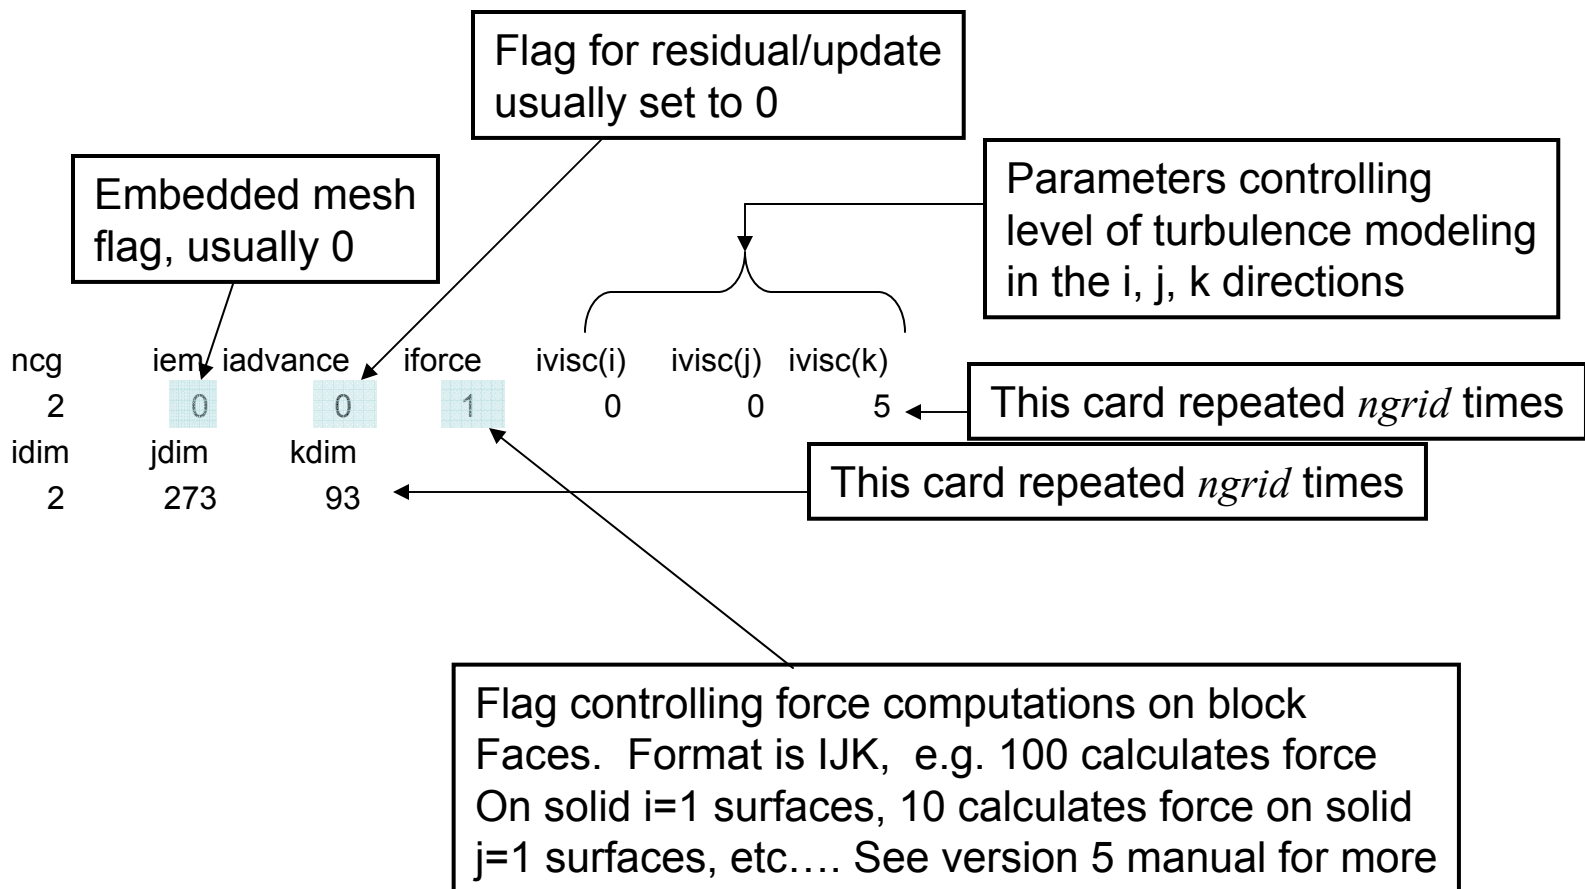 Flag for residual/update
usually set to 0
Embedded mesh
flag, usually 0
Parameters controlling
level of turbulence modeling
in the i, j, k directions
ncg iem iadvance iforce ivisc(i) ivisc(j) ivisc(k)
2 0 0 1 0 0 5
This card repeated ngrid times
idim jdim kdim
2 273 93
This card repeated ngrid times
Flag controlling force computations on block
Faces. Format is IJK, e.g. 100 calculates force
On solid i=1 surfaces, 10 calculates force on solid
j=1 surfaces, etc…. See version 5 manual for more